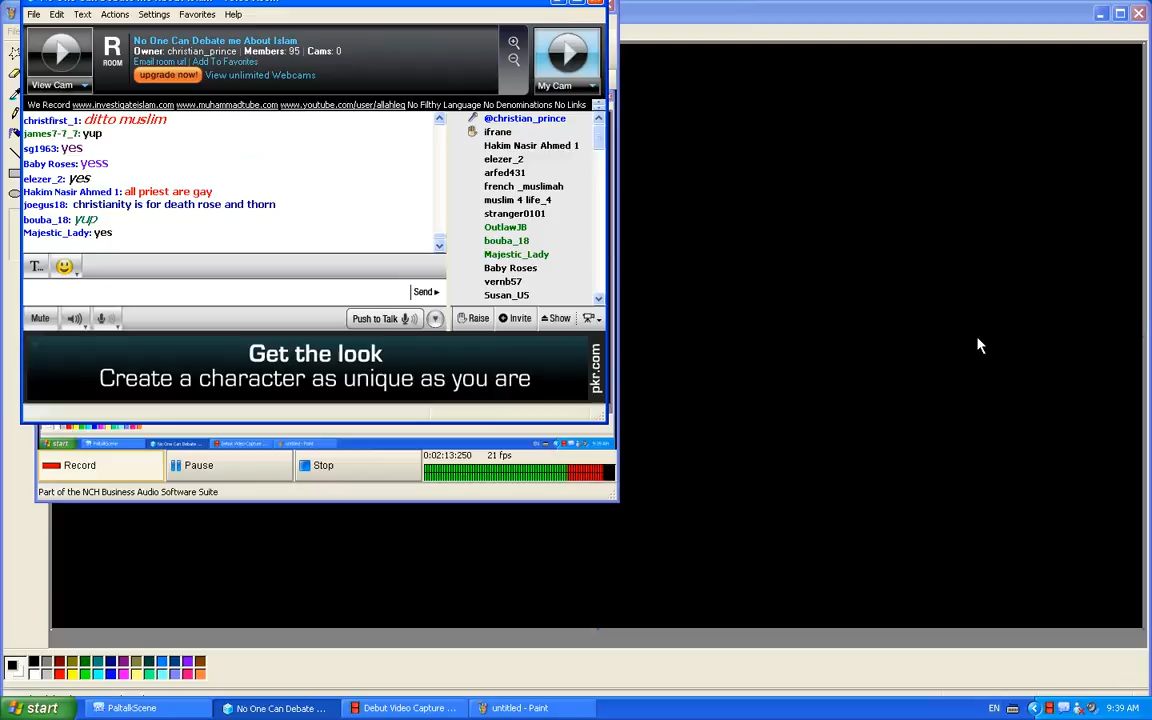 File Edit Text Actions Settings Favorites Help
R
ROOM
No One Can Debate me About Islam
Owner: christian_prince | Members: 95 | Cams: 0
Email room url | Add To Favorites
upgrade now! View unlimited Webcams
View Cam
My Cam
We Record www.investigateislam.com www.muhammadtube.com www.youtube.com/user/allahleg No Filthy Language No Denominations No Links
christfirst_1: ditto muslim
james7-7_7: yup
sg1963: yes
Baby Roses: yess
elezer_2: yes
Hakim Nasir Ahmed 1: all priest are gay
joegus18: christianity is for death rose and thorn
bouba_18: yup
Majestic_Lady: yes
@christian_prince
ifrane
Hakim Nasir Ahmed 1
elezer_2
arfed431
french _muslimah
muslim 4 life_4
stranger0101
OutlawJB
bouba_18
Majestic_Lady
Baby Roses
vernb57
Susan_US
T...
Send
Mute
Push to Talk
Raise Invite Show
Get the look
Create a character as unique as you are
pkr.com
Record Pause Stop
0:02:13:250 21 fps
Part of the NCH Business Audio Software Suite
start PaltalkScene No One Can Debate ... Debut Video Capture ... untitled - Paint EN 9:39 AM